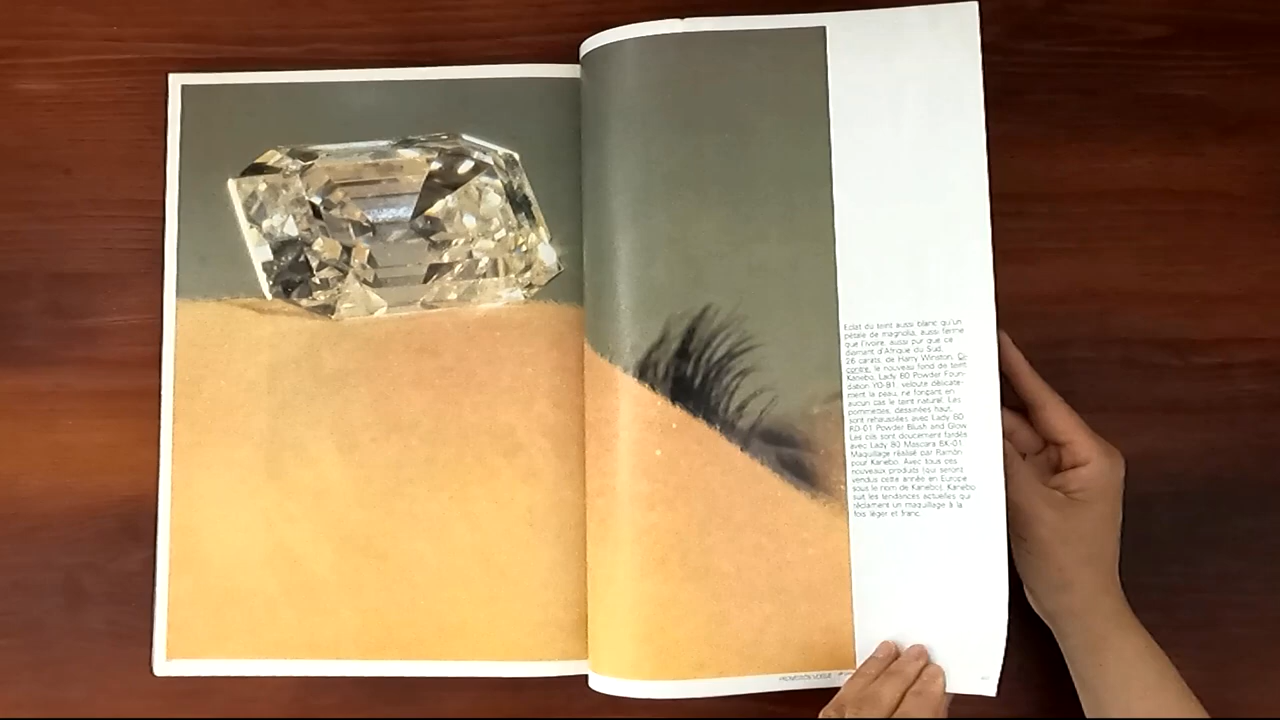 Eclat du teint aussi blanc qu'un
pétale de magnolia, aussi ferme
que l'ivoire, aussi pur que ce
diamant d'Afrique du Sud,
26 carats, de Harry Winston. Ci-
contre, le nouveau fond de teint
Kanebo, Lady 80 Powder Foun-
dation YO-B1, veloute délicate-
ment la peau, ne forçant en
aucun cas le teint naturel. Les
pommettes, dessinées haut,
sont rehaussées avec Lady 80
RD-01 Powder Blush and Glow.
Les cils sont doucement fardés
avec Lady 80 Mascara BK-01.
Maquillage réalisé par Ramón
pour Kanebo. Avec tous ces
nouveaux produits (qui seront
vendus cette année en Europe
sous le nom de Kanebo), Kanebo
suit les tendances actuelles qui
réclament un maquillage à la
fois léger et franc.
PROMOTION VOGUE